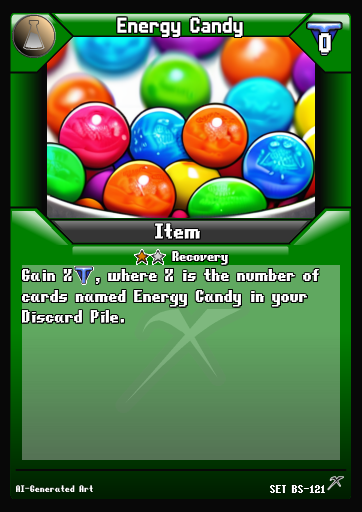 Energy Candy
0
Item
Recovery
Gain X , where X is the number of
cards named Energy Candy in your
Discard Pile.
AI-Generated Art
SET BS-121